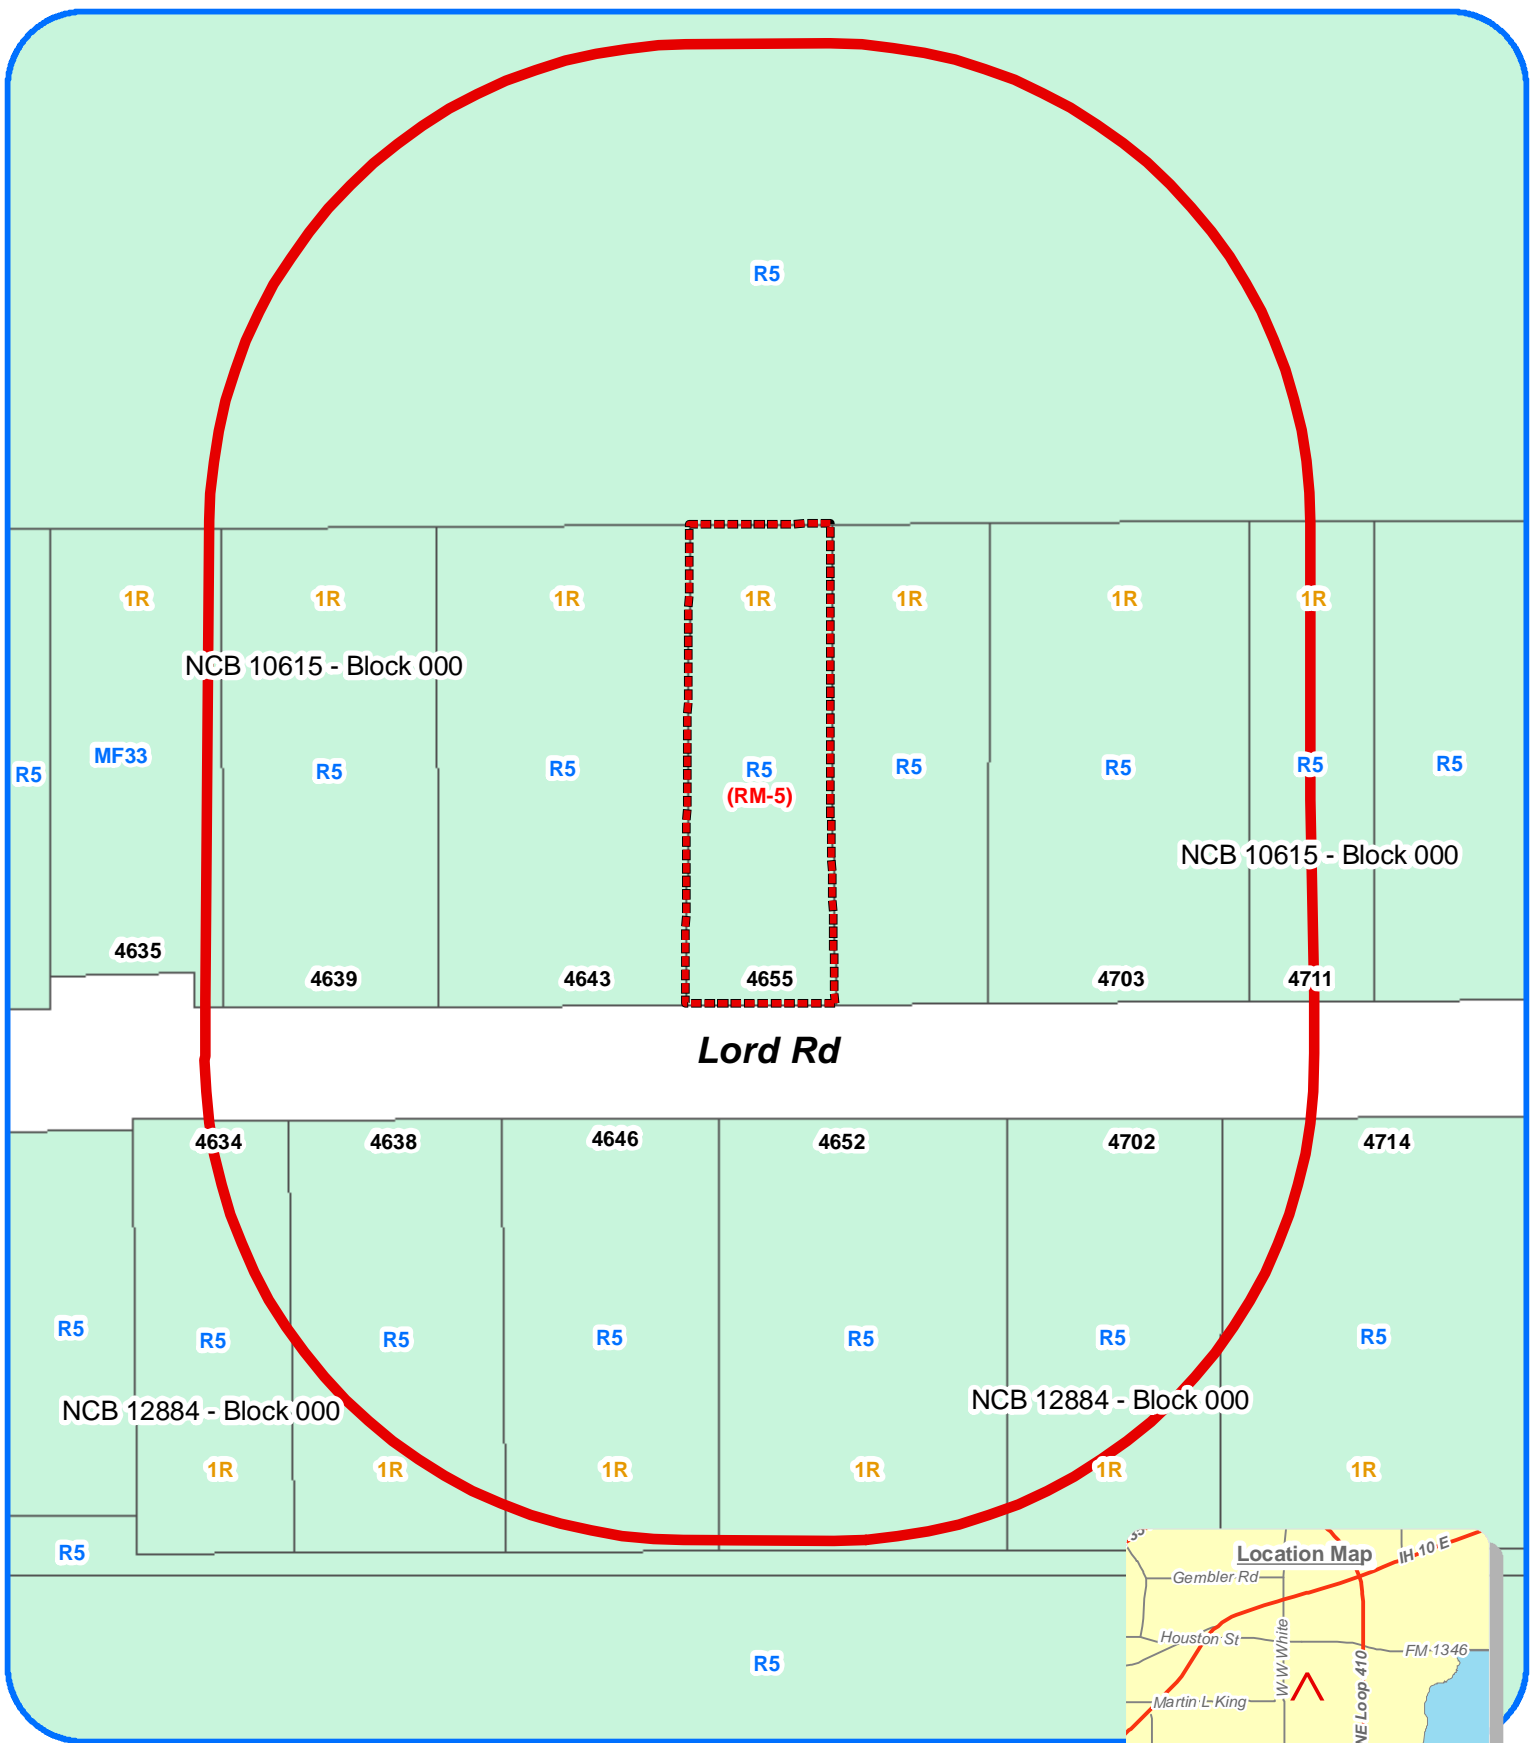 R5
1R 1R 1R 1R 1R 1R 1R
NCB 10615 - Block 000
R5 MF33 R5 R5 R5 R5 R5 R5 R5
(RM-5)
NCB 10615 - Block 000
4635
4639 4643 4655 4703 4711
Lord Rd
4634 4638 4646 4652 4702 4714
R5 R5 R5 R5 R5 R5 R5
NCB 12884 - Block 000 NCB 12884 - Block 000
1R 1R 1R 1R 1R 1R
R5
R5
Location Map
IH 10 E
Gembler Rd
Houston St
FM 1346
W-W-White
NE Loop 410
Martin L King